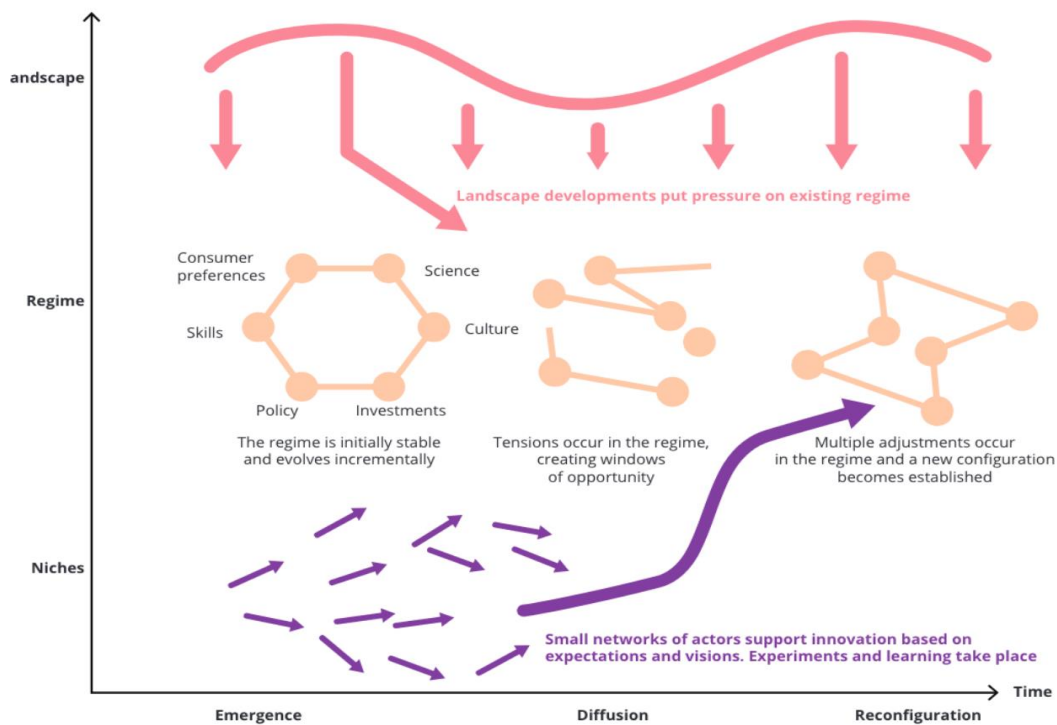 andscape
Landscape developments put pressure on existing regime
Consumer
preferences
Science
Regime
Skills
Culture
Policy
Investments
The regime is initially stable
and evolves incrementally
Tensions occur in the regime,
creating windows
of opportunity
Multiple adjustments occur
in the regime and a new configuration
becomes established
Niches
Small networks of actors support innovation based on
expectations and visions. Experiments and learning take place
Time
Emergence
Diffusion
Reconfiguration